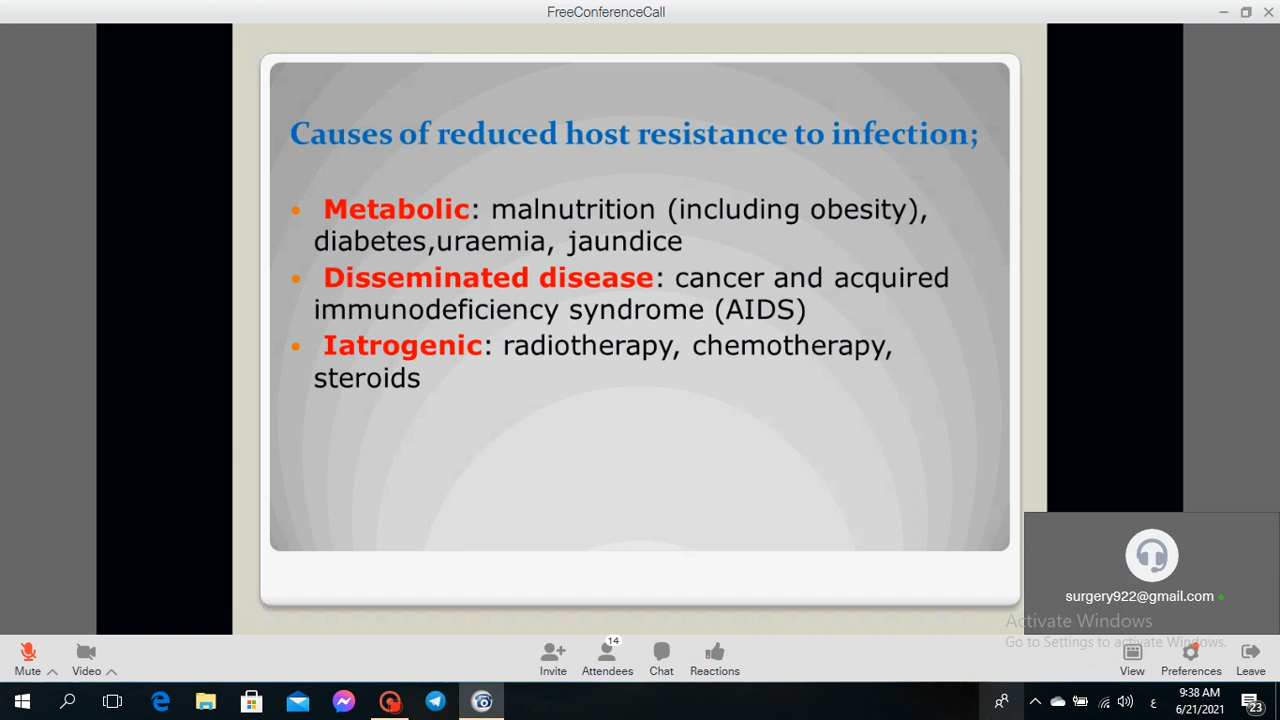 FreeConferenceCall
Causes of reduced host resistance to infection;
• Metabolic: malnutrition (including obesity),
diabetes,uraemia, jaundice
• Disseminated disease: cancer and acquired
immunodeficiency syndrome (AIDS)
• Iatrogenic: radiotherapy, chemotherapy,
steroids
surgery922@gmail.com
Activate Windows
Go to Settings to activate Windows.
14
Mute
Video
Invite
Attendees
Chat
Reactions
View
Preferences
Leave
ع
9:38 AM
6/21/2021
23